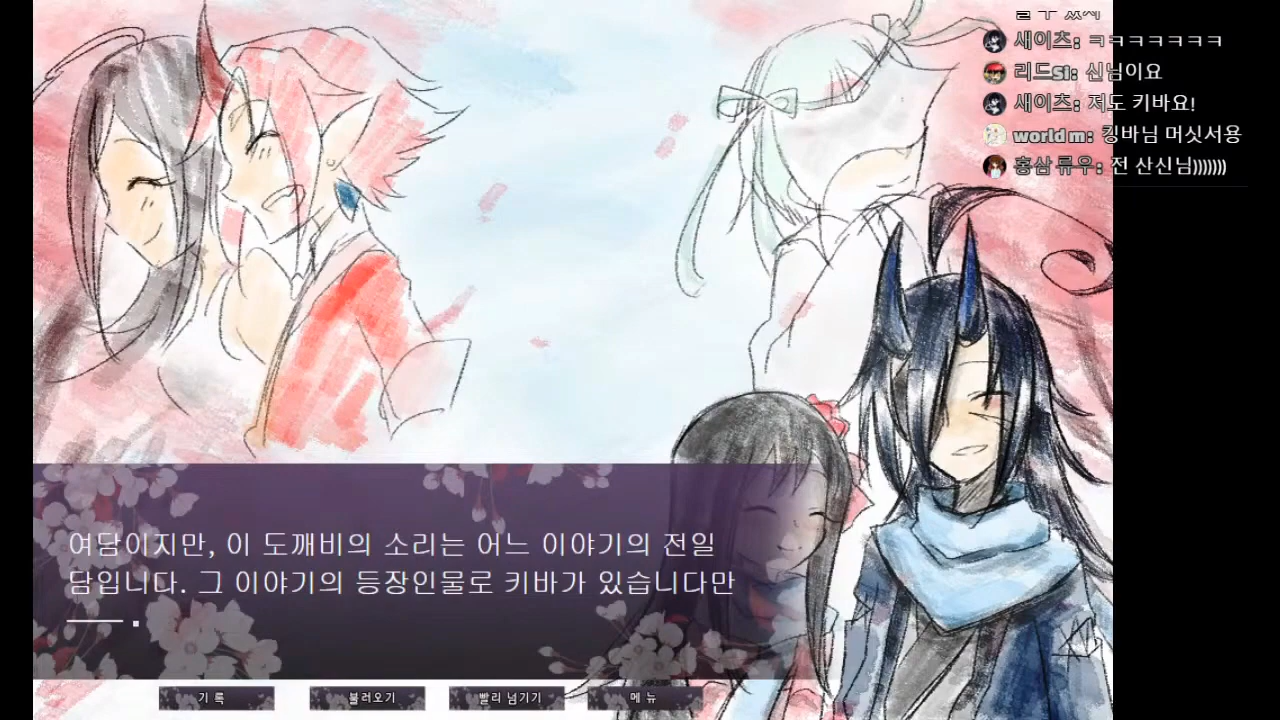 새이츠: ㅋㅋㅋㅋㅋㅋㅋ
리드SI: 신님이요
새이츠: 저도 키바요!
world m: 킹바님 머싯서용
홍삼 류우: 전 산신님))))))
여담이지만, 이 도깨비의 소리는 어느 이야기의 전일
담입니다. 그 이야기의 등장인물로 키바가 있습니다만
――.
기 록
불러오기
빨리 넘기기
메 뉴